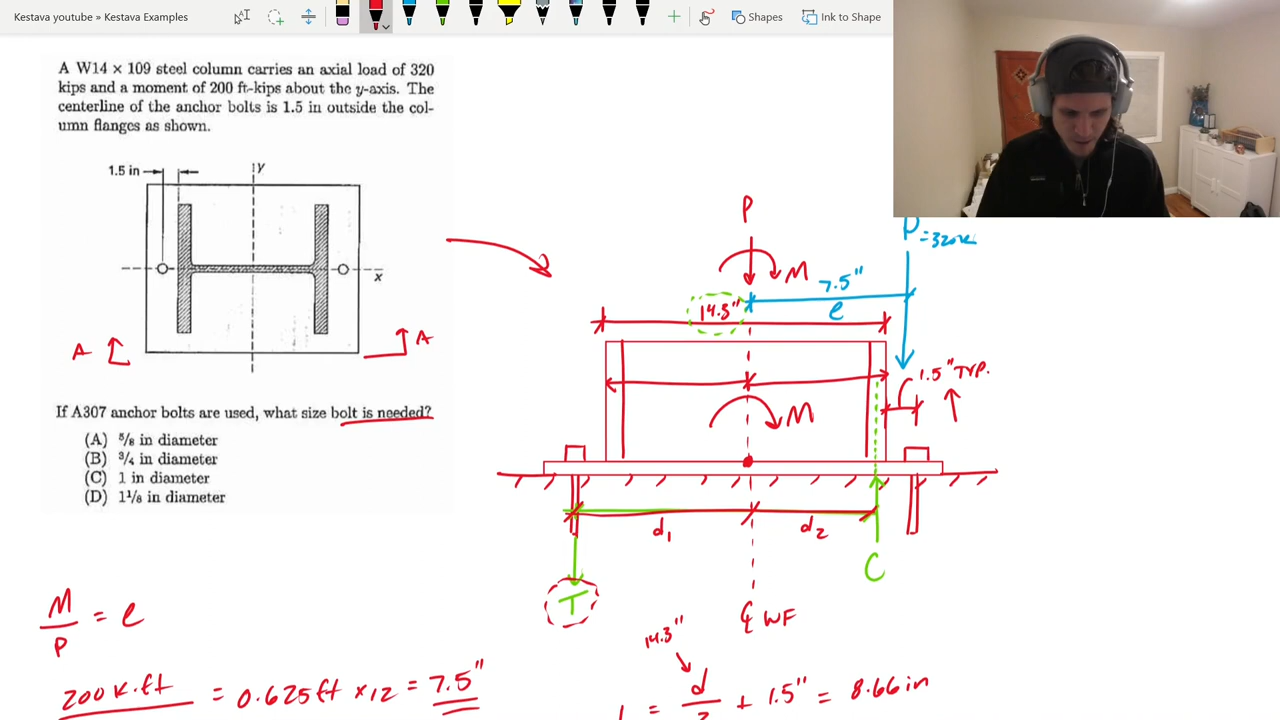 Kestava youtube » Kestava Examples
Shapes
Ink to Shape
A W14 × 109 steel column carries an axial load of 320
kips and a moment of 200 ft-kips about the y-axis. The
centerline of the anchor bolts is 1.5 in outside the col-
umn flanges as shown.
1.5 in
y
x
A
A
If A307 anchor bolts are used, what size bolt is needed?
(A) 5/8 in diameter
(B) 3/4 in diameter
(C) 1 in diameter
(D) 1 1/8 in diameter
P
M
P=320k
7.5"
e
14.3"
1.5" TYP.
M
d1
d2
T
C
℄ WF
M/P = e
200 k.ft = 0.625 ft × 12 = 7.5"
14.3"
= d/2 + 1.5" = 8.66 in